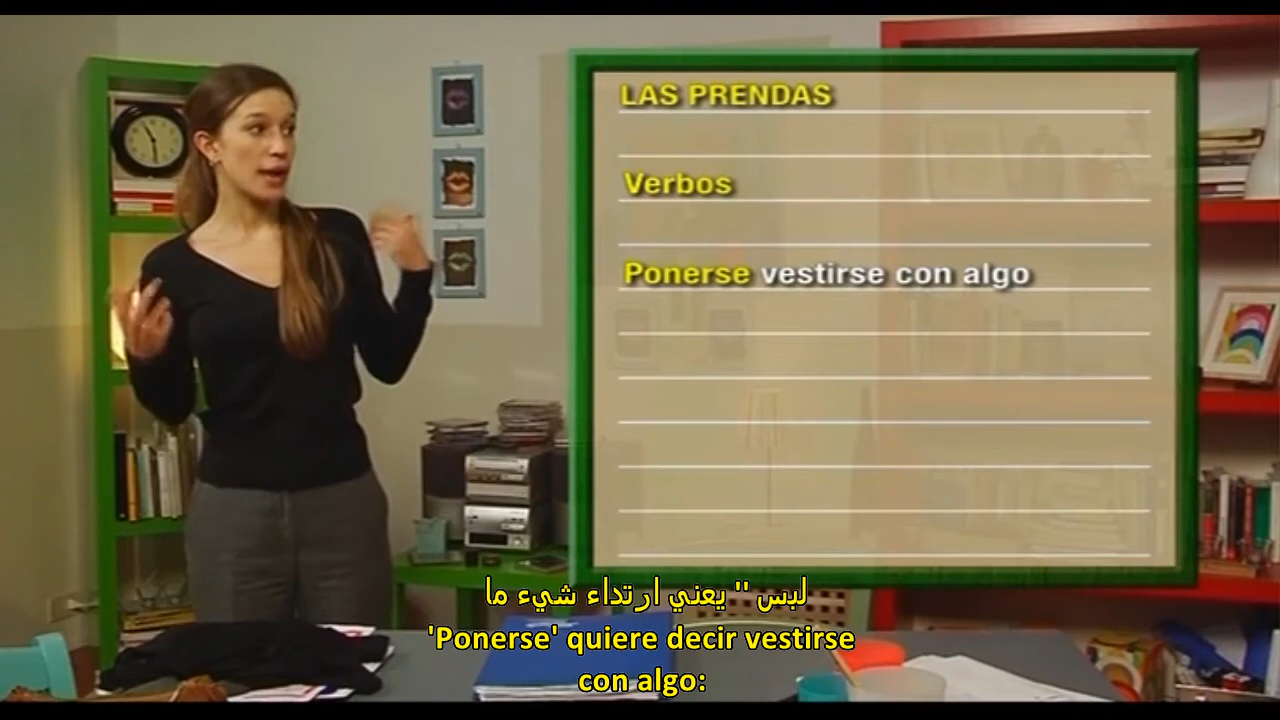 LAS PRENDAS
Verbos
Ponerse vestirse con algo
لبس '' يعني ارتداء شيء ما
'Ponerse' quiere decir vestirse
con algo: